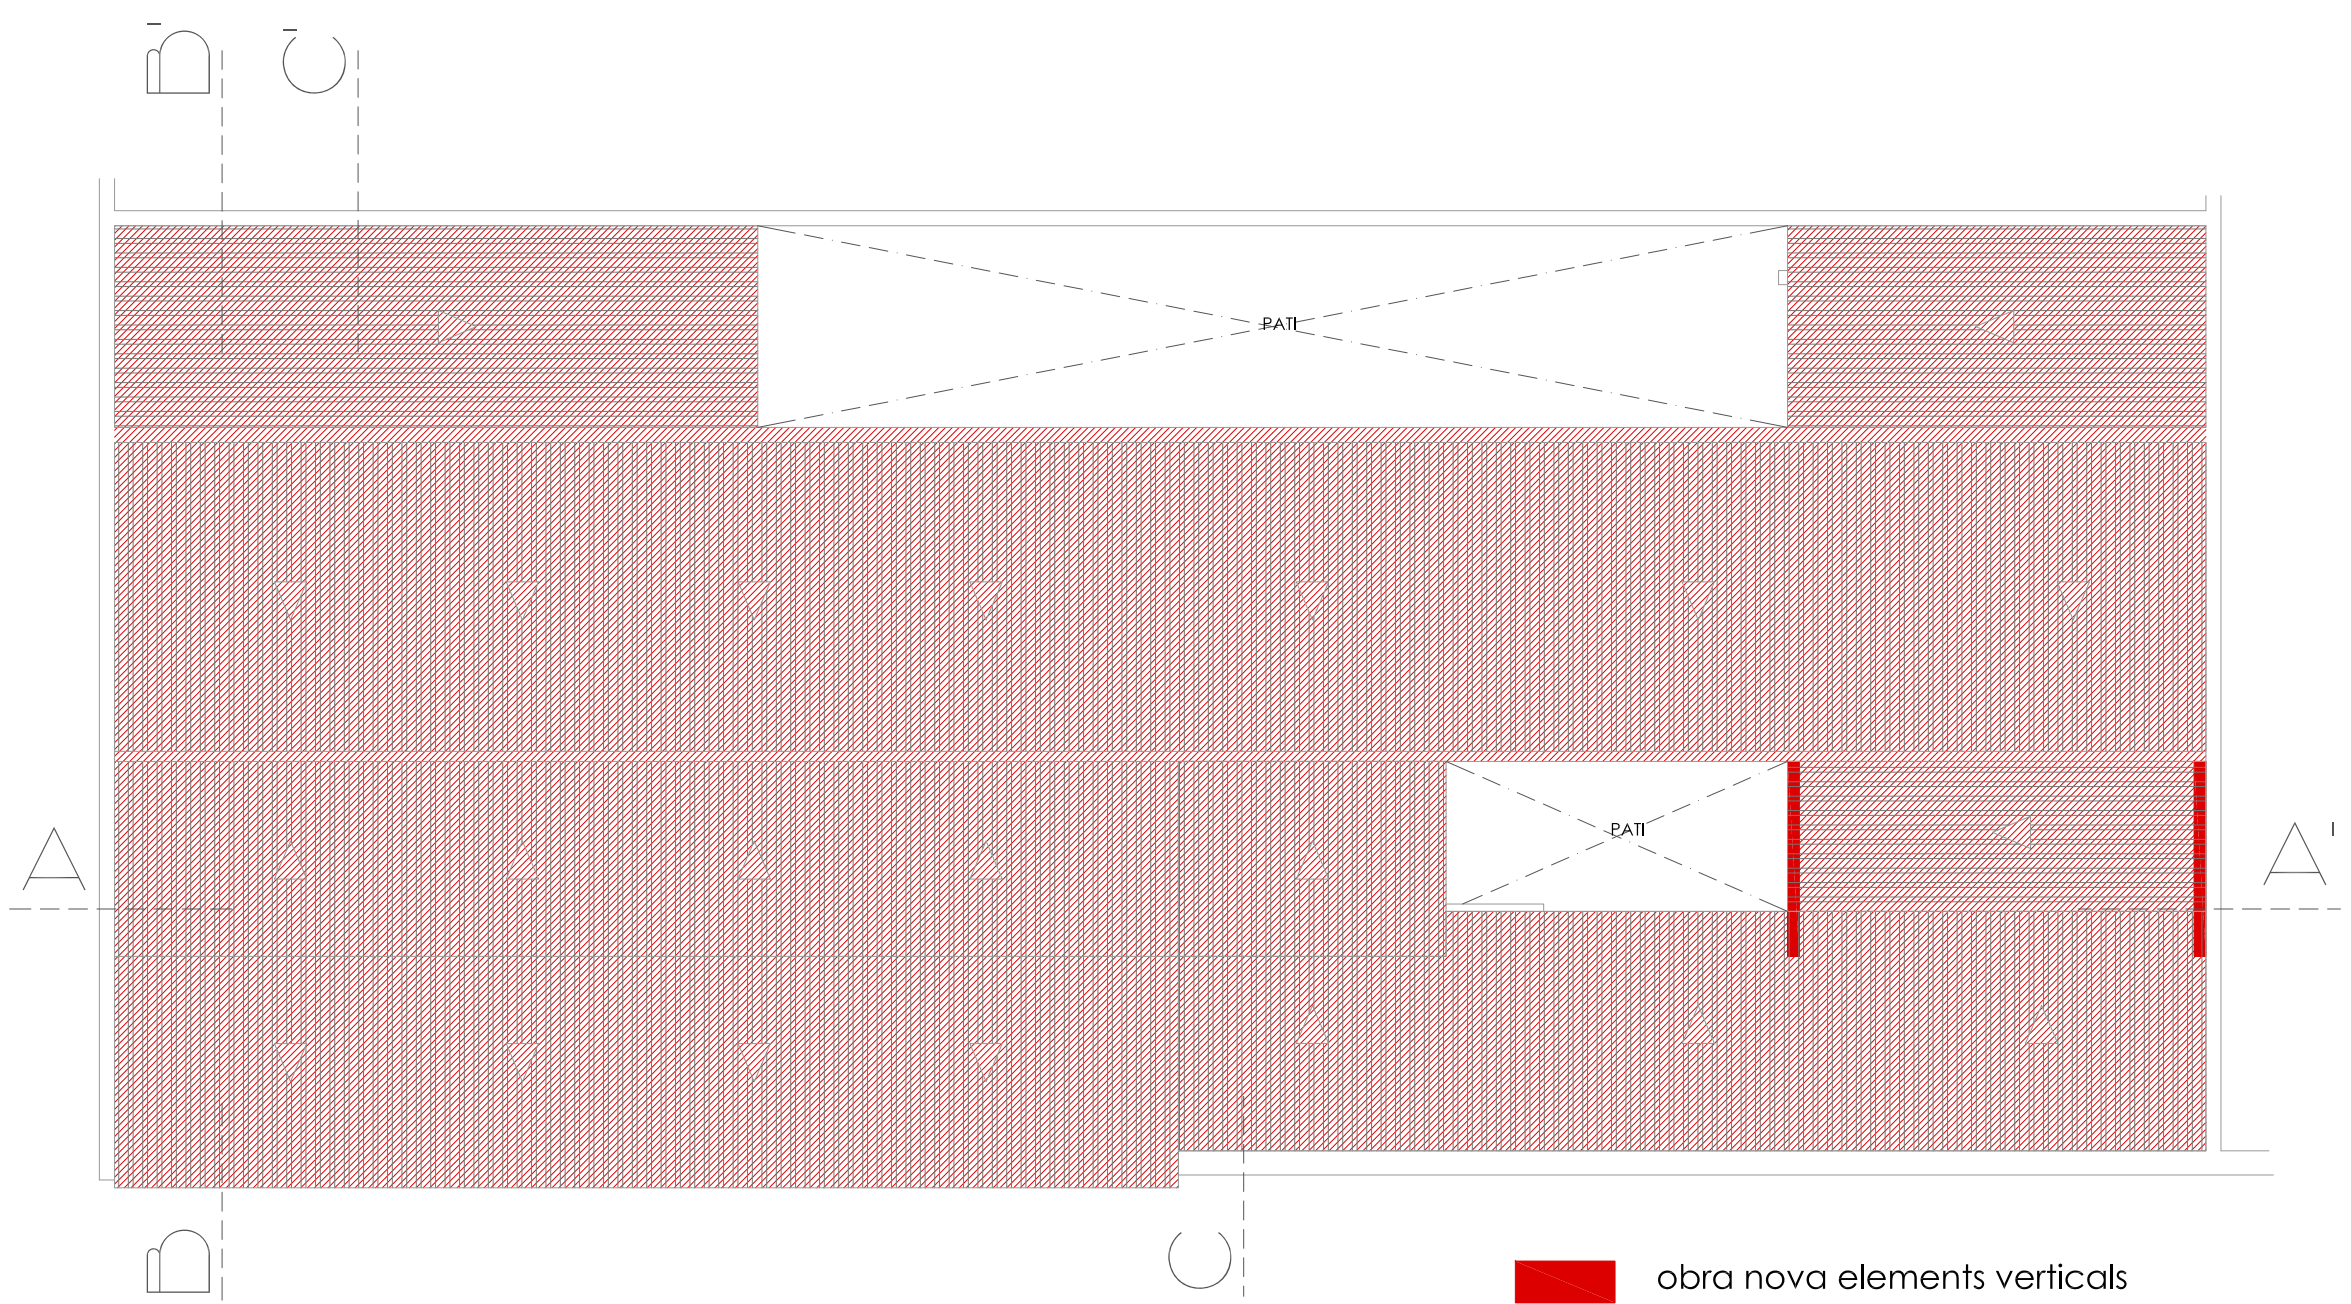 B'
C'
PATI
PATI
A
A'
B
C
obra nova elements verticals